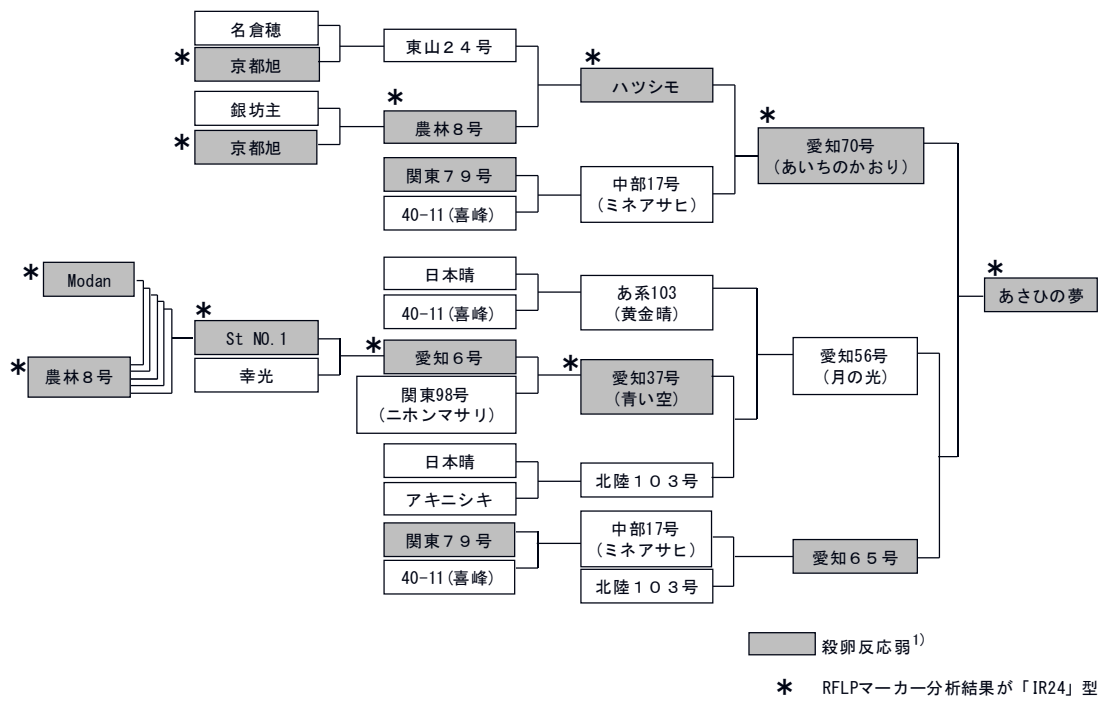 名倉穂
* 京都旭
東山２４号
* ハツシモ
銀坊主
* 京都旭
* 農林８号
* 愛知70号
(あいちのかおり)
関東７９号
40-11(喜峰)
中部17号
(ミネアサヒ)
* あさひの夢
* Modan
* 農林８号
* St NO.1
幸光
日本晴
40-11(喜峰)
あ系103
(黄金晴)
* 愛知６号
関東98号
(ニホンマサリ)
* 愛知37号
(青い空)
愛知56号
(月の光)
日本晴
アキニシキ
北陸１０３号
関東７９号
40-11(喜峰)
中部17号
(ミネアサヒ)
北陸１０３号
愛知６５号
殺卵反応弱1)
* RFLPマーカー分析結果が「IR24」型